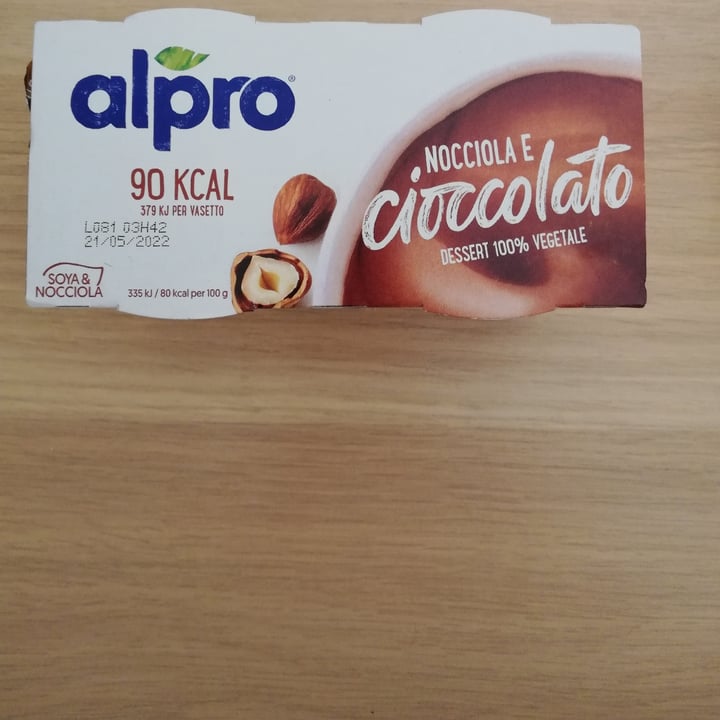 alpro®
90 KCAL
379 KJ PER VASETTO
L081 03H42
21/05/2022
SOYA &
NOCCIOLA
335 kJ / 80 kcal per 100 g
NOCCIOLA E
cioccolato
DESSERT 100% VEGETALE